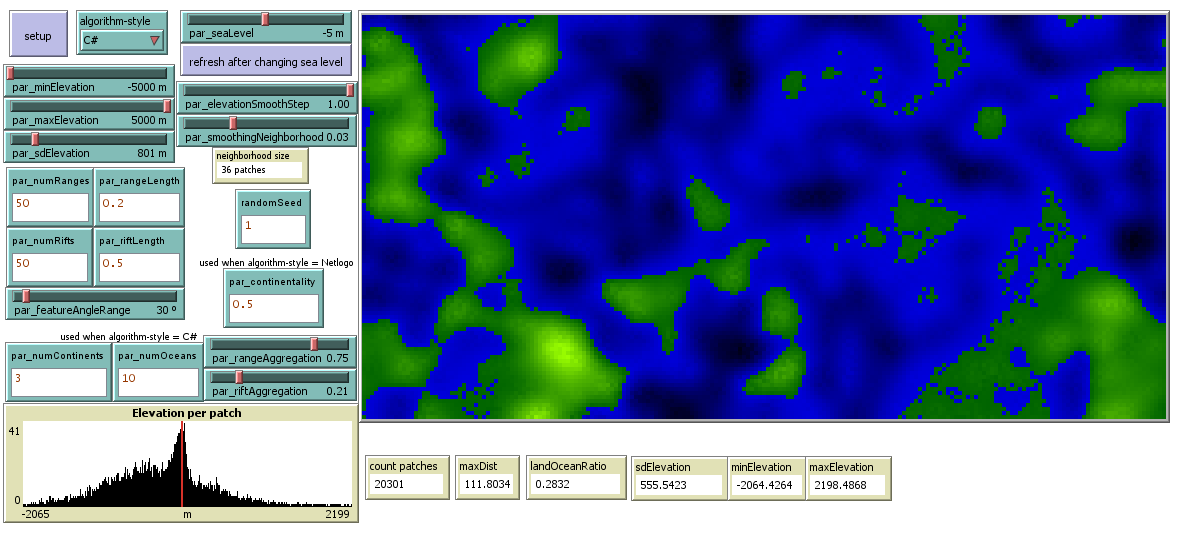 setup
algorithm-style
C#
par_seaLevel -5 m
refresh after changing sea level
par_minElevation -5000 m
par_maxElevation 5000 m
par_sdElevation 801 m
par_elevationSmoothStep 1.00
par_smoothingNeighborhood 0.03
neighborhood size
36 patches
par_numRanges
50
par_rangeLength
0.2
randomSeed
1
par_numRifts
50
par_riftLength
0.5
used when algorithm-style = Netlogo
par_continentality
0.5
par_featureAngleRange 30 º
used when algorithm-style = C#
par_numContinents
3
par_numOceans
10
par_rangeAggregation 0.75
par_riftAggregation 0.21
Elevation per patch
41
0
-2065 m 2199
count patches
20301
maxDist
111.8034
landOceanRatio
0.2832
sdElevation
555.5423
minElevation
-2064.4264
maxElevation
2198.4868